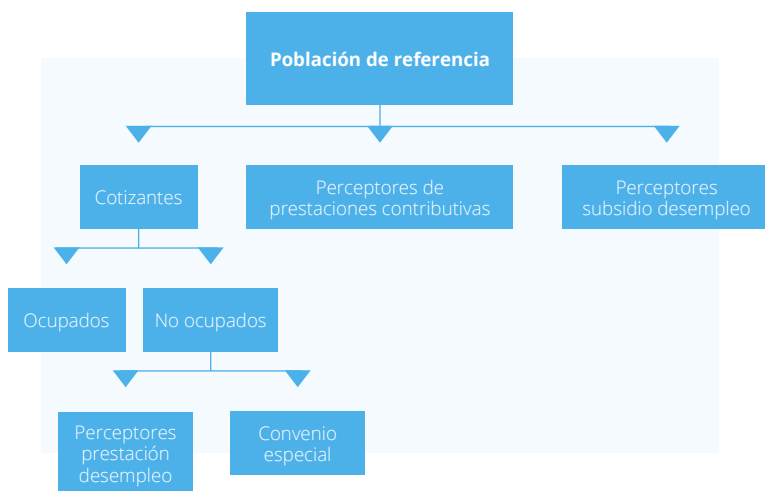 Población de referencia
Cotizantes
Perceptores de
prestaciones contributivas
Perceptores
subsidio desempleo
Ocupados
No ocupados
Perceptores
prestación
desempleo
Convenio
especial